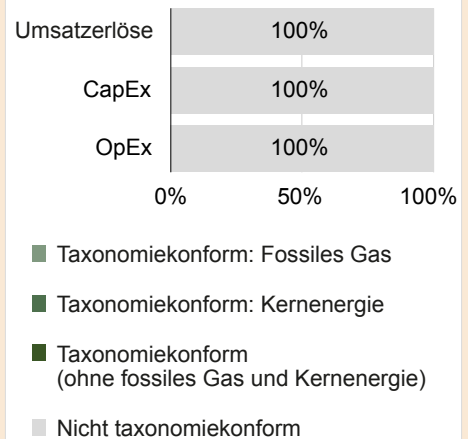 Umsatzerlöse 100%
CapEx 100%
OpEx 100%
0% 50% 100%
Taxonomiekonform: Fossiles Gas
Taxonomiekonform: Kernenergie
Taxonomiekonform
(ohne fossiles Gas und Kernenergie)
Nicht taxonomiekonform